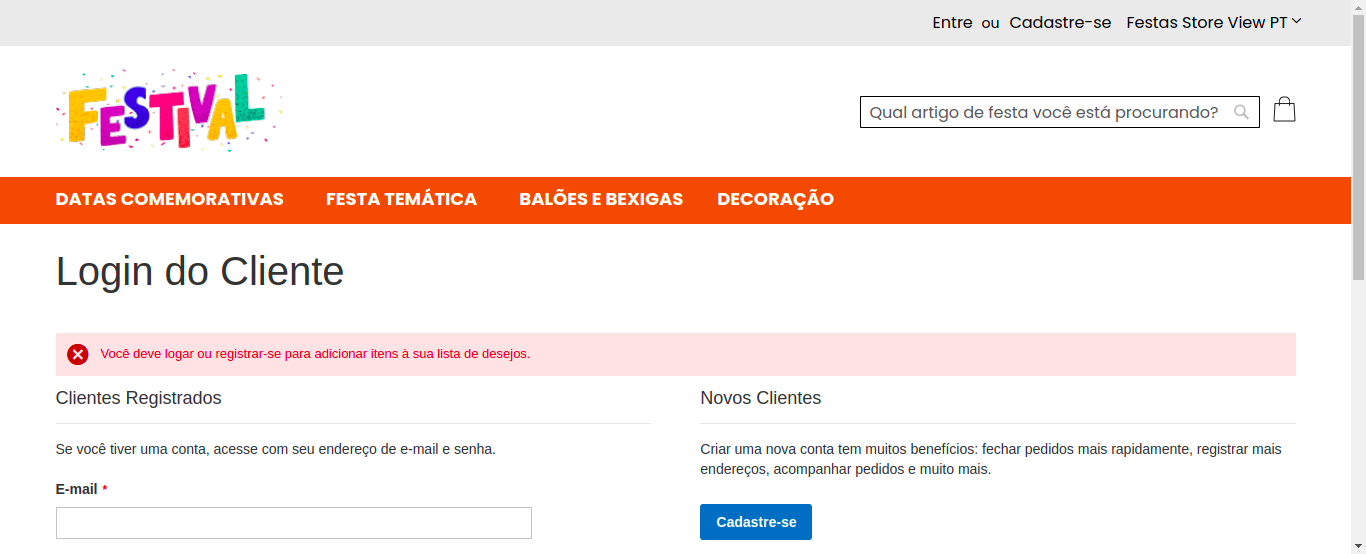 Entre ou Cadastre-se Festas Store View PT
FESTIVAL
Qual artigo de festa você está procurando?
DATAS COMEMORATIVAS FESTA TEMÁTICA BALÕES E BEXIGAS DECORAÇÃO
Login do Cliente
Você deve logar ou registrar-se para adicionar itens à sua lista de desejos.
Clientes Registrados
Se você tiver uma conta, acesse com seu endereço de e-mail e senha.
E-mail *
Novos Clientes
Criar uma nova conta tem muitos benefícios: fechar pedidos mais rapidamente, registrar mais
endereços, acompanhar pedidos e muito mais.
Cadastre-se